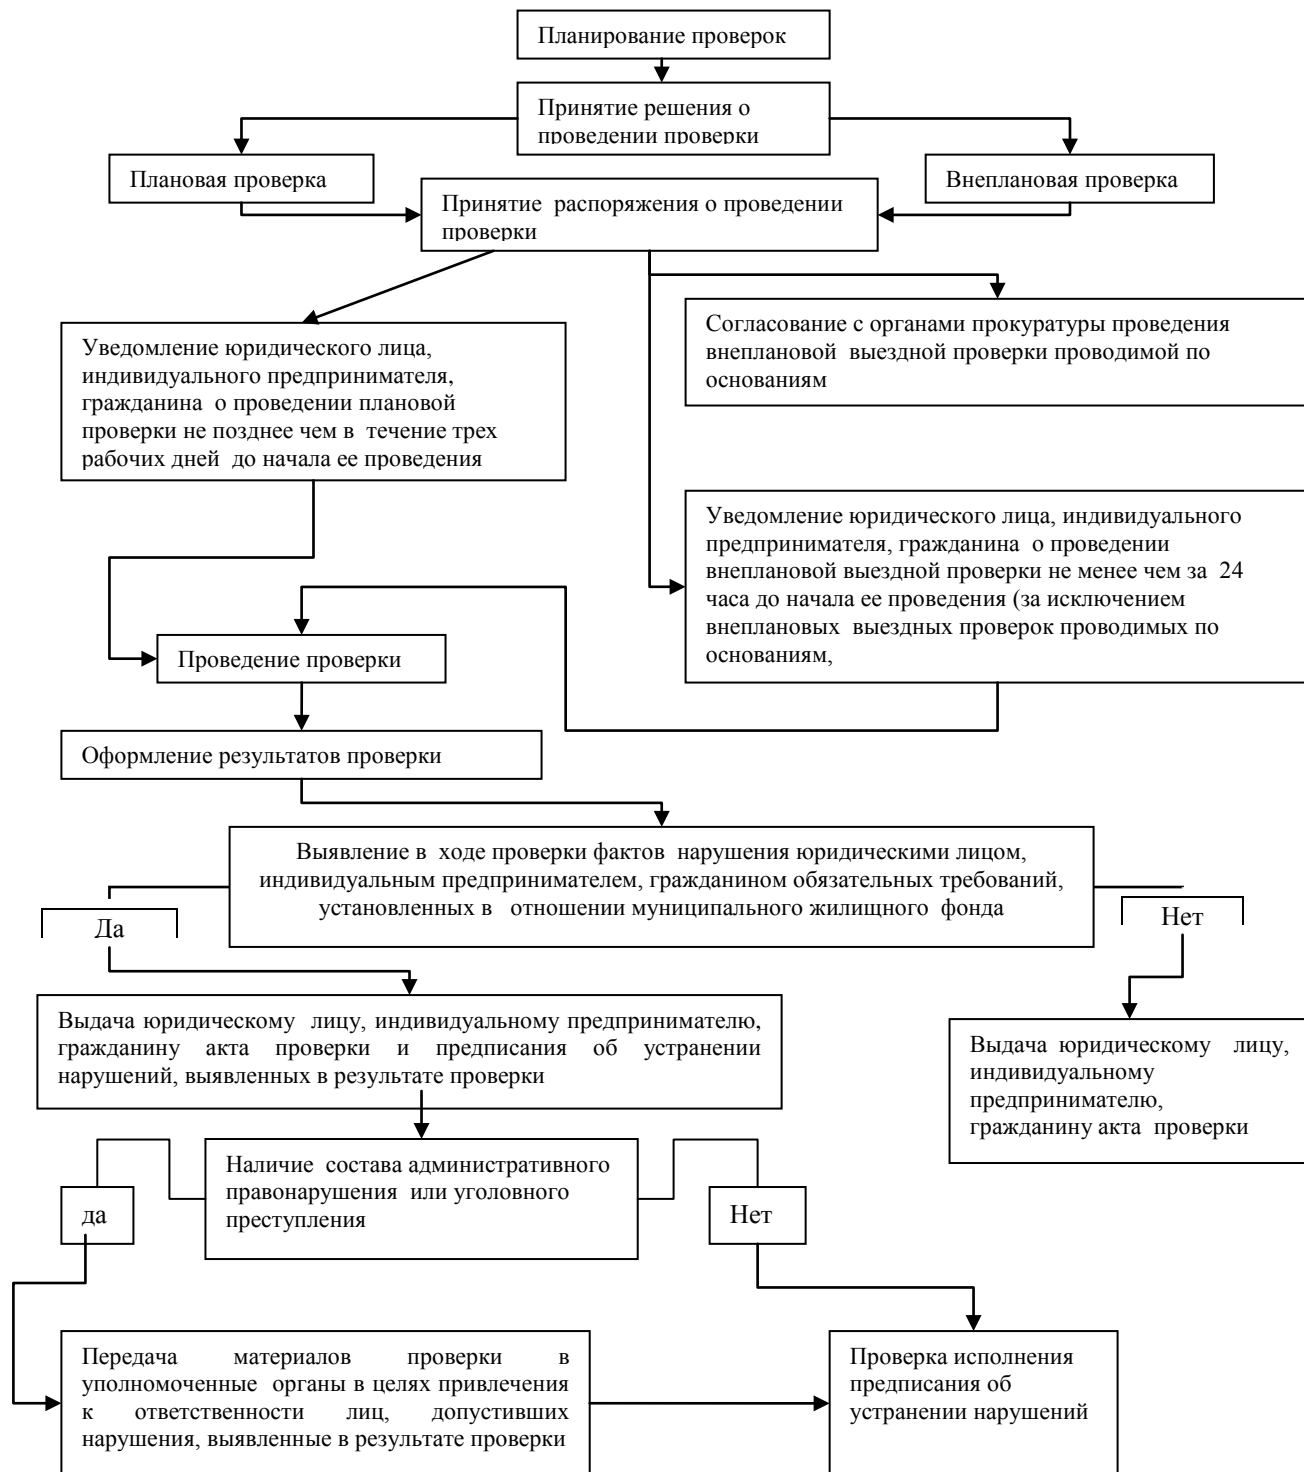 Планирование проверок
Принятие решения о
проведении проверки
Плановая проверка
Внеплановая проверка
Принятие распоряжения о проведении
проверки
Уведомление юридического лица,
индивидуального предпринимателя,
гражданина о проведении плановой
проверки не позднее чем в течение трех
рабочих дней до начала ее проведения
Согласование с органами прокуратуры проведения
внеплановой выездной проверки проводимой по
основаниям
Уведомление юридического лица, индивидуального
предпринимателя, гражданина о проведении
внеплановой выездной проверки не менее чем за 24
часа до начала ее проведения (за исключением
внеплановых выездных проверок проводимых по
основаниям,
Проведение проверки
Оформление результатов проверки
Выявление в ходе проверки фактов нарушения юридическими лицом,
индивидуальным предпринимателем, гражданином обязательных требований,
установленных в отношении муниципального жилищного фонда
Да
Нет
Выдача юридическому лицу, индивидуальному предпринимателю,
гражданину акта проверки и предписания об устранении
нарушений, выявленных в результате проверки
Выдача юридическому лицу,
индивидуальному
предпринимателю,
гражданину акта проверки
Наличие состава административного
правонарушения или уголовного
преступления
да
Нет
Передача материалов проверки в
уполномоченные органы в целях привлечения
к ответственности лиц, допустивших
нарушения, выявленные в результате проверки
Проверка исполнения
предписания об
устранении нарушений